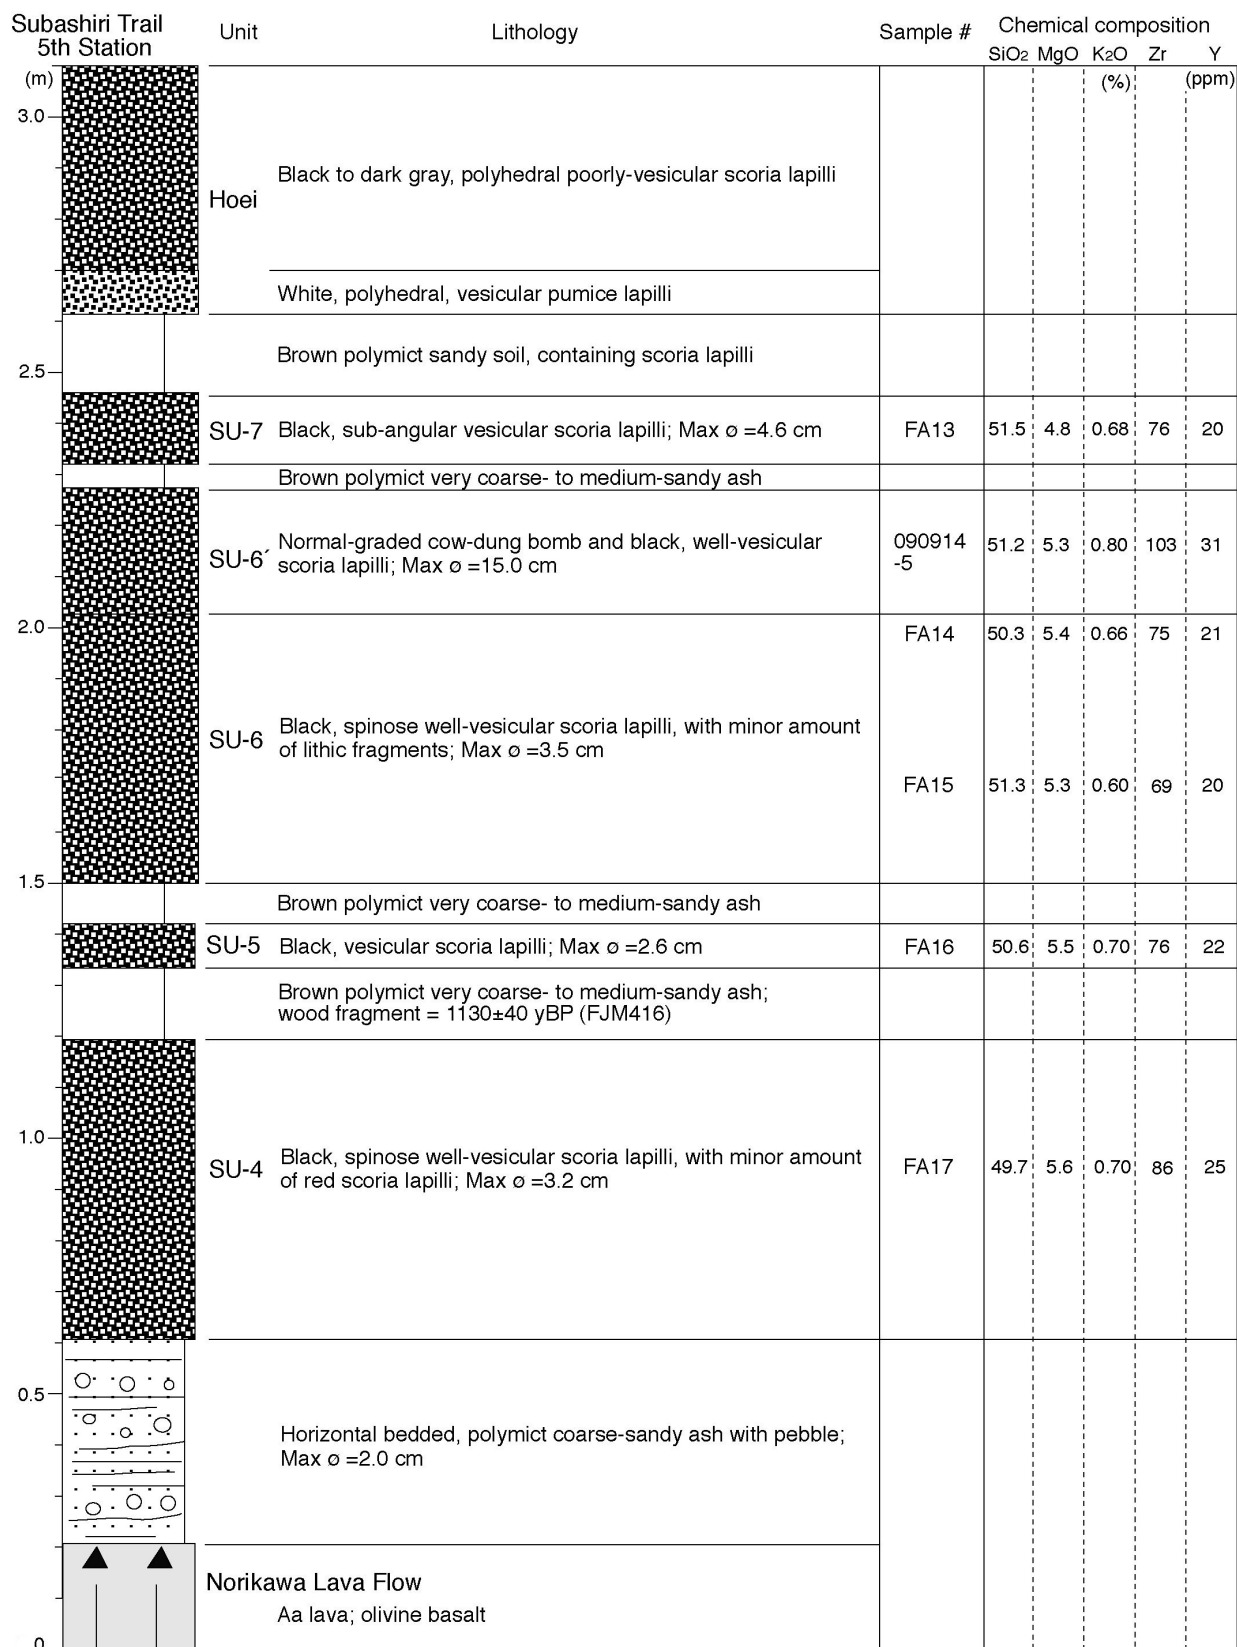 Subashiri Trail
5th Station
Unit
Lithology
Sample #
Chemical composition
SiO2 MgO K2O Zr Y
(m)
(%)
(ppm)
3.0
Black to dark gray, polyhedral poorly-vesicular scoria lapilli
Hoei
White, polyhedral, vesicular pumice lapilli
Brown polymict sandy soil, containing scoria lapilli
2.5
SU-7 Black, sub-angular vesicular scoria lapilli; Max ø =4.6 cm FA13 51.5 4.8 0.68 76 20
Brown polymict very coarse- to medium-sandy ash
SU-6´
Normal-graded cow-dung bomb and black, well-vesicular
scoria lapilli; Max ø =15.0 cm
090914
-5
51.2 5.3 0.80 103 31
2.0
FA14 50.3 5.4 0.66 75 21
SU-6
Black, spinose well-vesicular scoria lapilli, with minor amount
of lithic fragments; Max ø =3.5 cm
FA15 51.3 5.3 0.60 69 20
1.5
Brown polymict very coarse- to medium-sandy ash
SU-5 Black, vesicular scoria lapilli; Max ø =2.6 cm FA16 50.6 5.5 0.70 76 22
Brown polymict very coarse- to medium-sandy ash;
wood fragment = 1130±40 yBP (FJM416)
1.0
SU-4
Black, spinose well-vesicular scoria lapilli, with minor amount
of red scoria lapilli; Max ø =3.2 cm
FA17 49.7 5.6 0.70 86 25
0.5
Horizontal bedded, polymict coarse-sandy ash with pebble;
Max ø =2.0 cm
Norikawa Lava Flow
Aa lava; olivine basalt
0